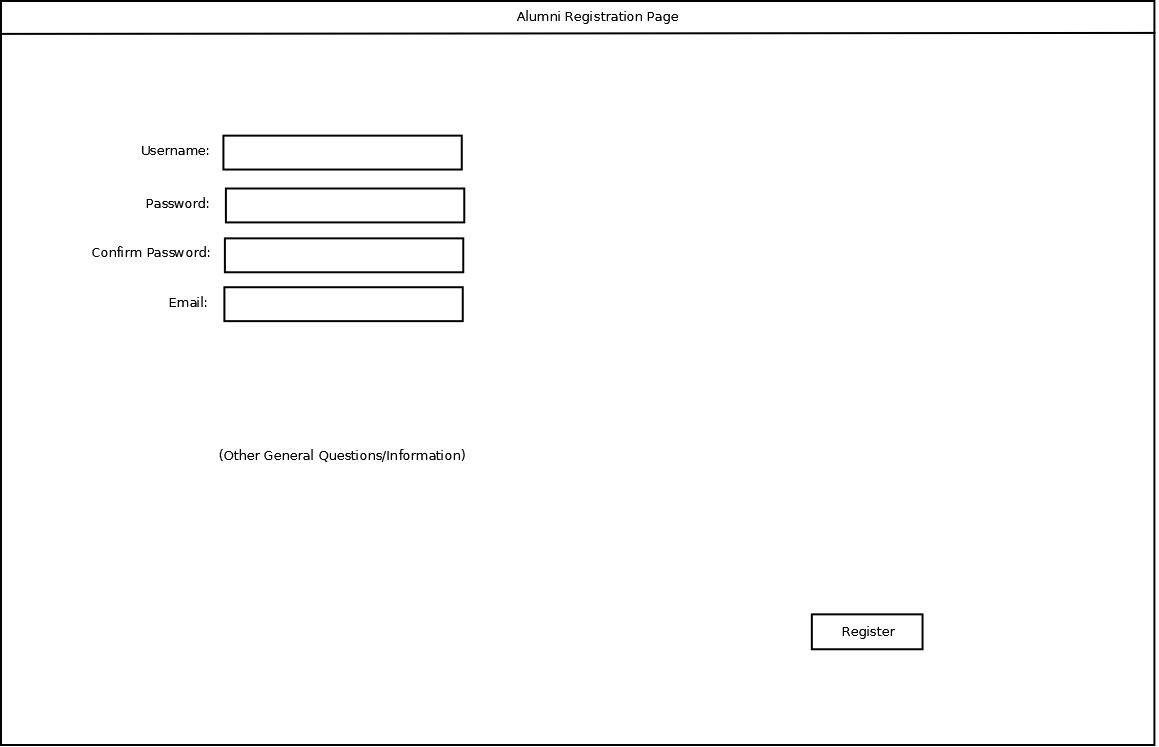 Alumni Registration Page
Username:
Password:
Confirm Password:
Email:
(Other General Questions/Information)
Register